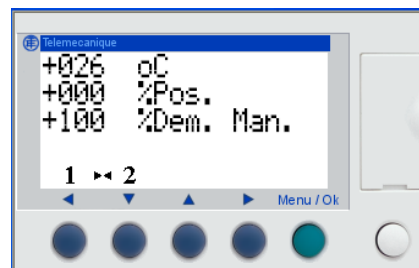 Telemecanique
+026 oC
+000 %Pos.
+100 %Dem. Man.
1 ▸◂ 2
◀ ▼ ▲ ▶ Menu / Ok